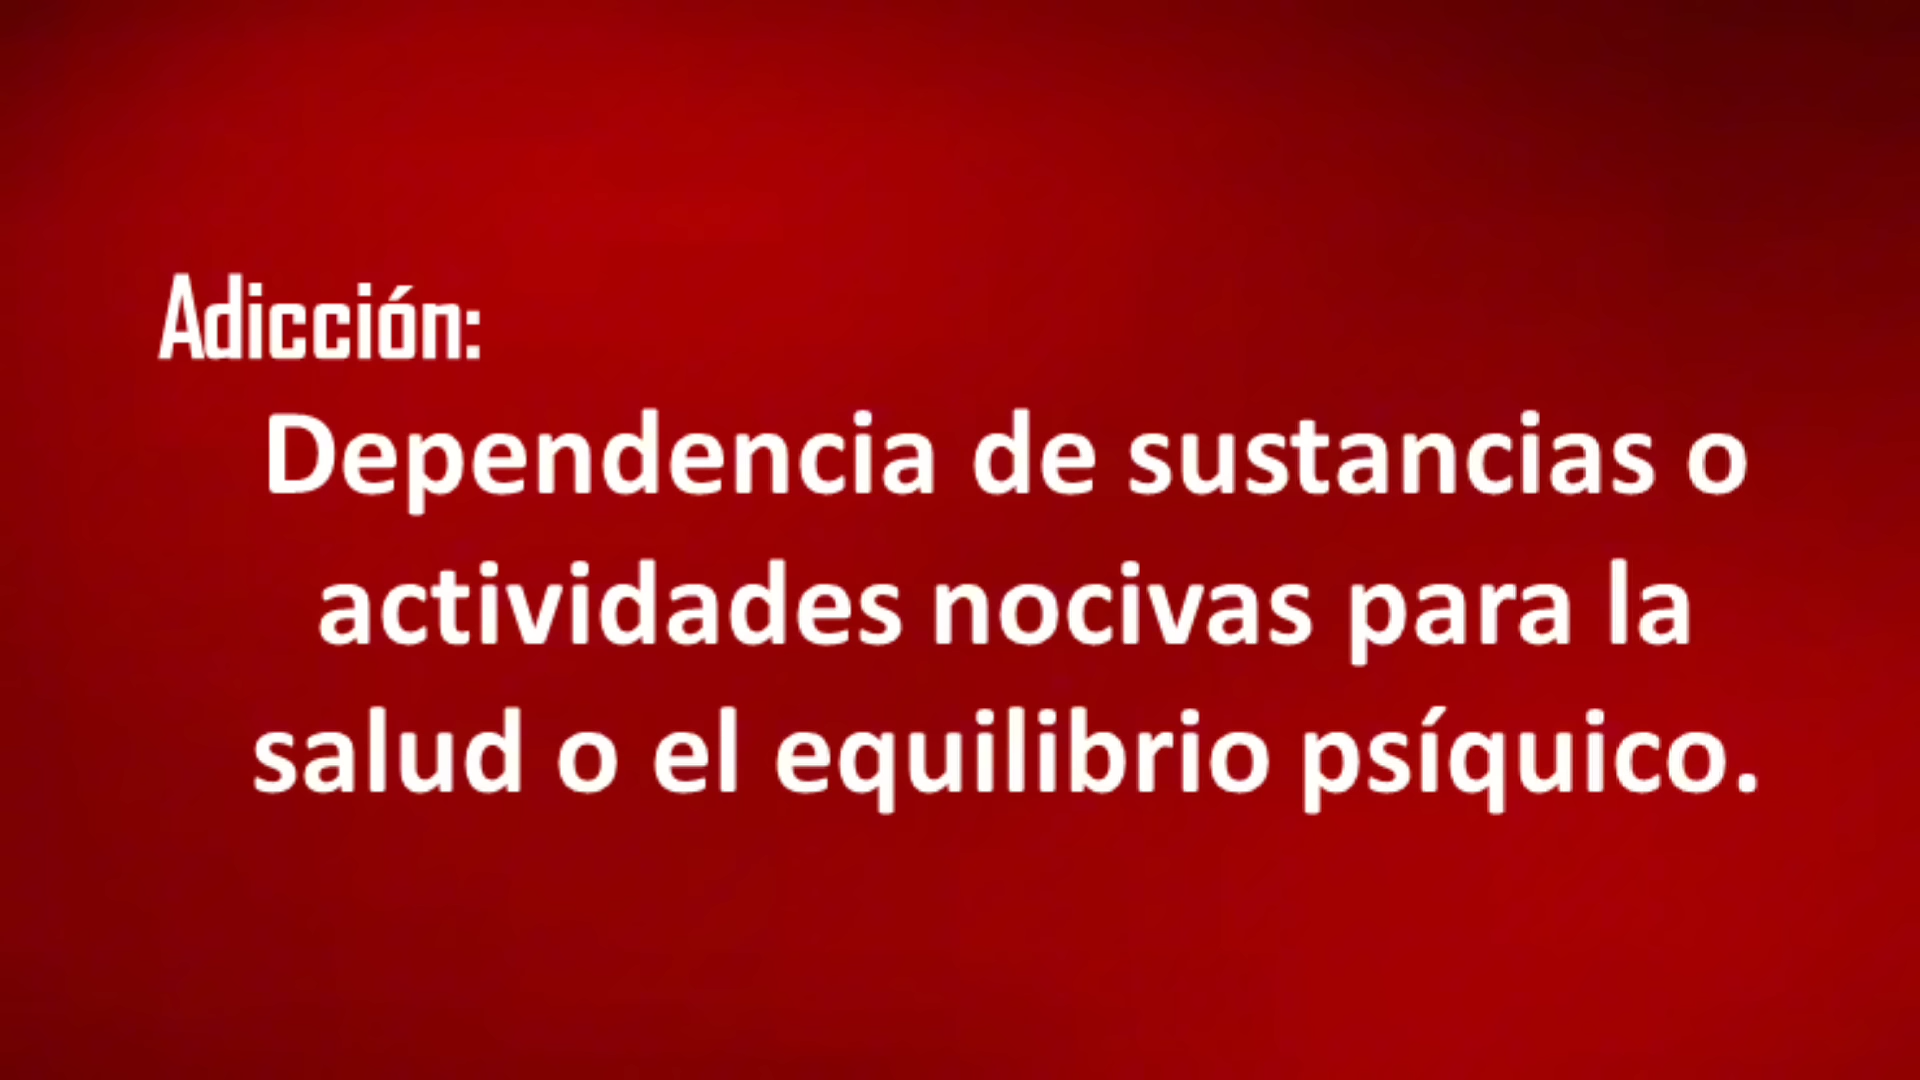 Adicción:
Dependencia de sustancias o
actividades nocivas para la
salud o el equilibrio psíquico.